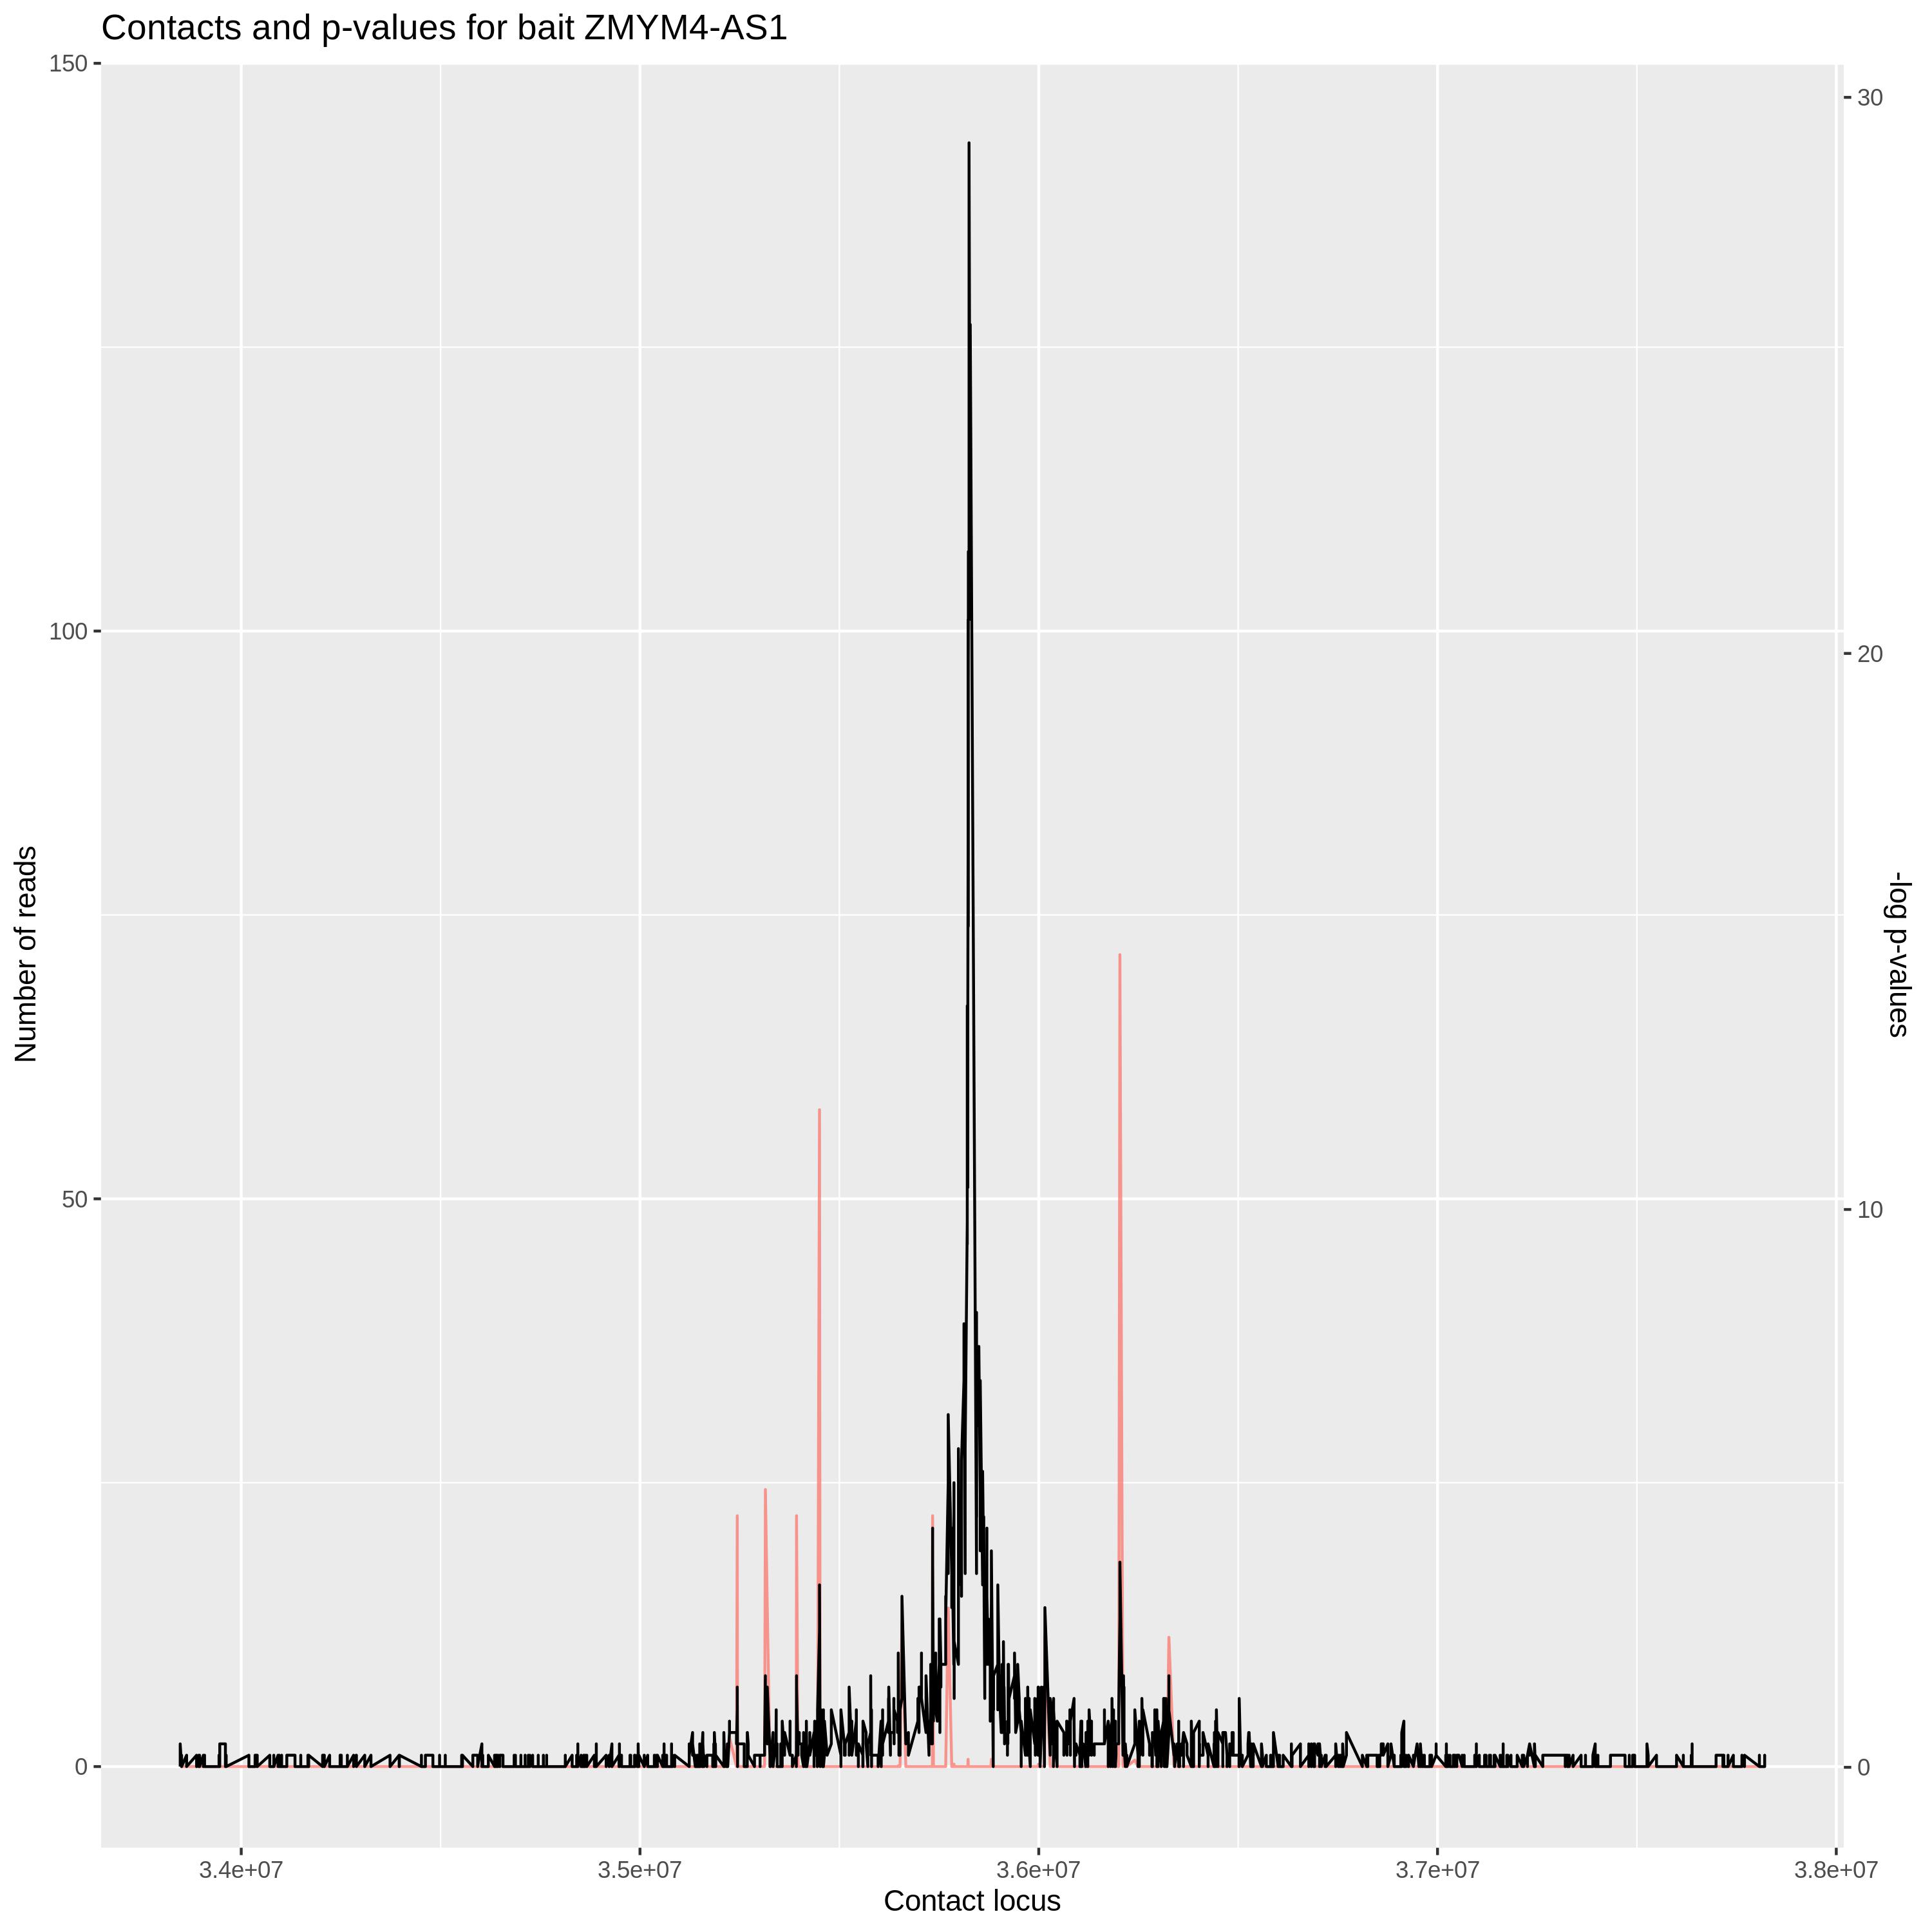 Contacts and p-values for bait ZMYM4-AS1
150
100
50
0
Number of reads
30
20
10
0
-log p-values
3.4e+07 3.5e+07 3.6e+07 3.7e+07 3.8e+07
Contact locus